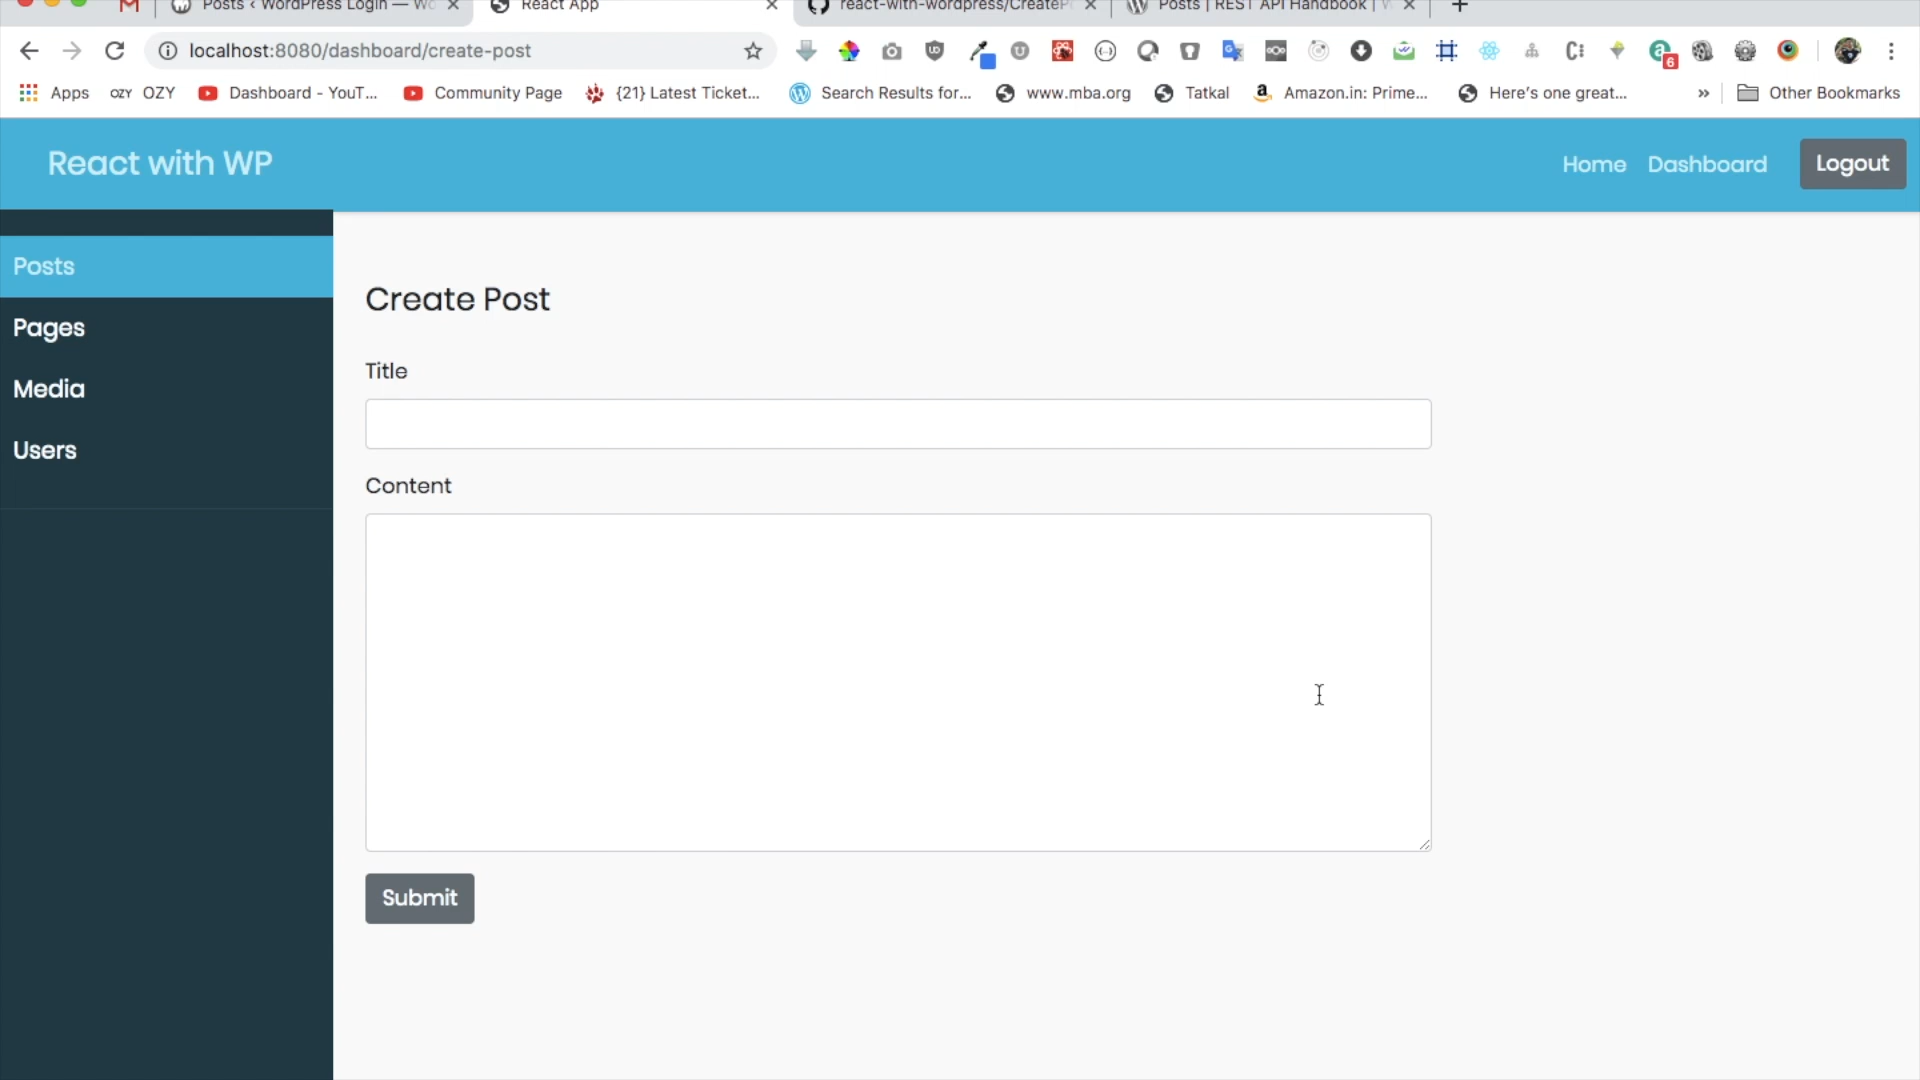 Posts ‹ WordPress Login — Wo
React App
react-with-wordpress/CreateP
Posts | REST API Handbook | W
localhost:8080/dashboard/create-post
6
Apps
OZY OZY
Dashboard - YouT...
Community Page
{21} Latest Ticket...
Search Results for...
www.mba.org
Tatkal
Amazon.in: Prime...
Here's one great...
»
Other Bookmarks
React with WP
Home
Dashboard
Logout
Posts
Pages
Media
Users
Create Post
Title
Content
Submit